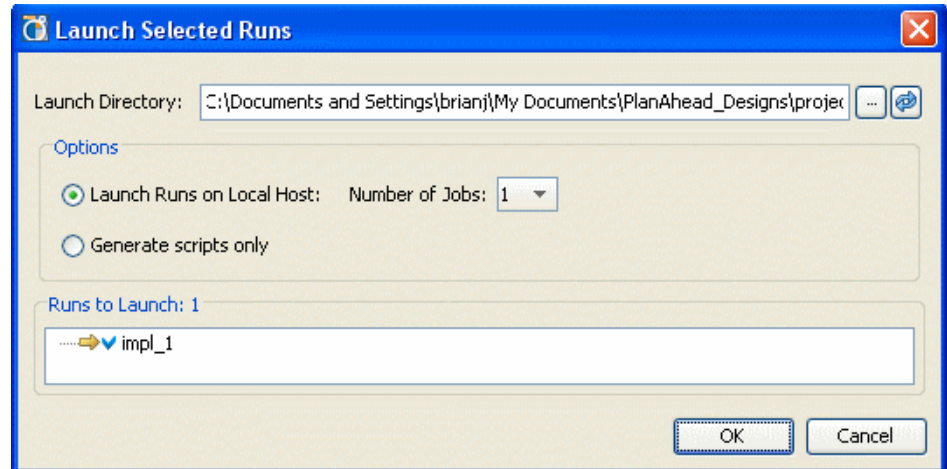 Launch Selected Runs
Launch Directory: C:\Documents and Settings\brianj\My Documents\PlanAhead_Designs\projec ...
Options
Launch Runs on Local Host: Number of Jobs: 1
Generate scripts only
Runs to Launch: 1
impl_1
OK Cancel